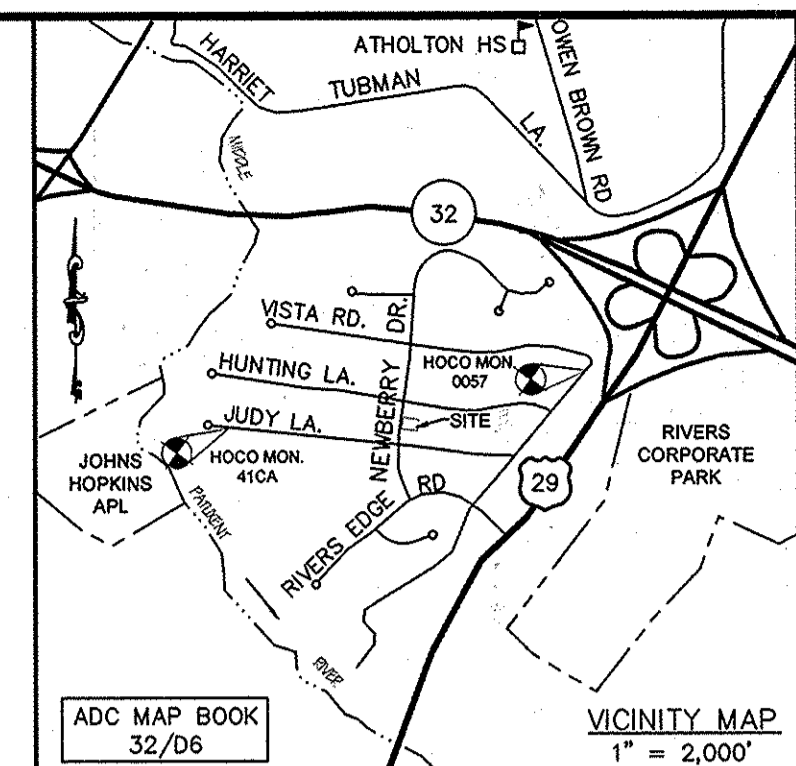 ATHOLTON HS
OWEN BROWN RD
HARRIET
TUBMAN
LA.
MIDDLE
32
VISTA RD.
NEWBERRY DR.
HUNTING LA.
HOCO MON.
0057
JUDY LA.
SITE
RIVERS
CORPORATE
PARK
JOHNS
HOPKINS
APL
HOCO MON.
41CA
29
PATUXENT
RIVERS EDGE RD
RIVER
ADC MAP BOOK
32/D6
VICINITY MAP
1" = 2,000'